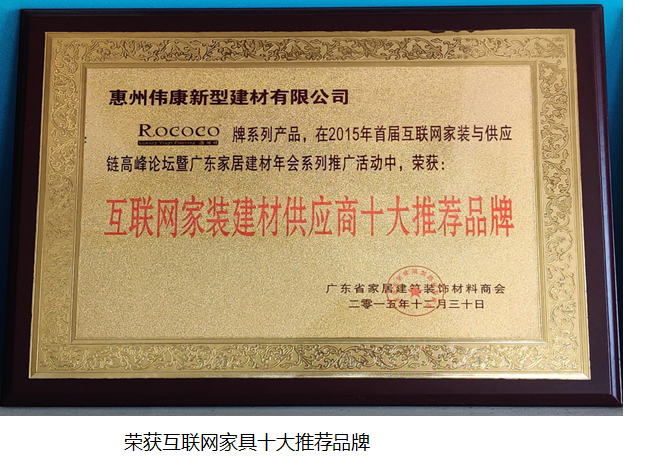 惠州伟康新型建材有限公司
ROCOCO 牌系列产品，在2015年首届互联网家装与供应
链高峰论坛暨广东家居建材年会系列推广活动中，荣获：
互联网家装建材供应商十大推荐品牌
广东省家居建筑装饰材料商会
二零一五年十二月三十日
荣获互联网家具十大推荐品牌